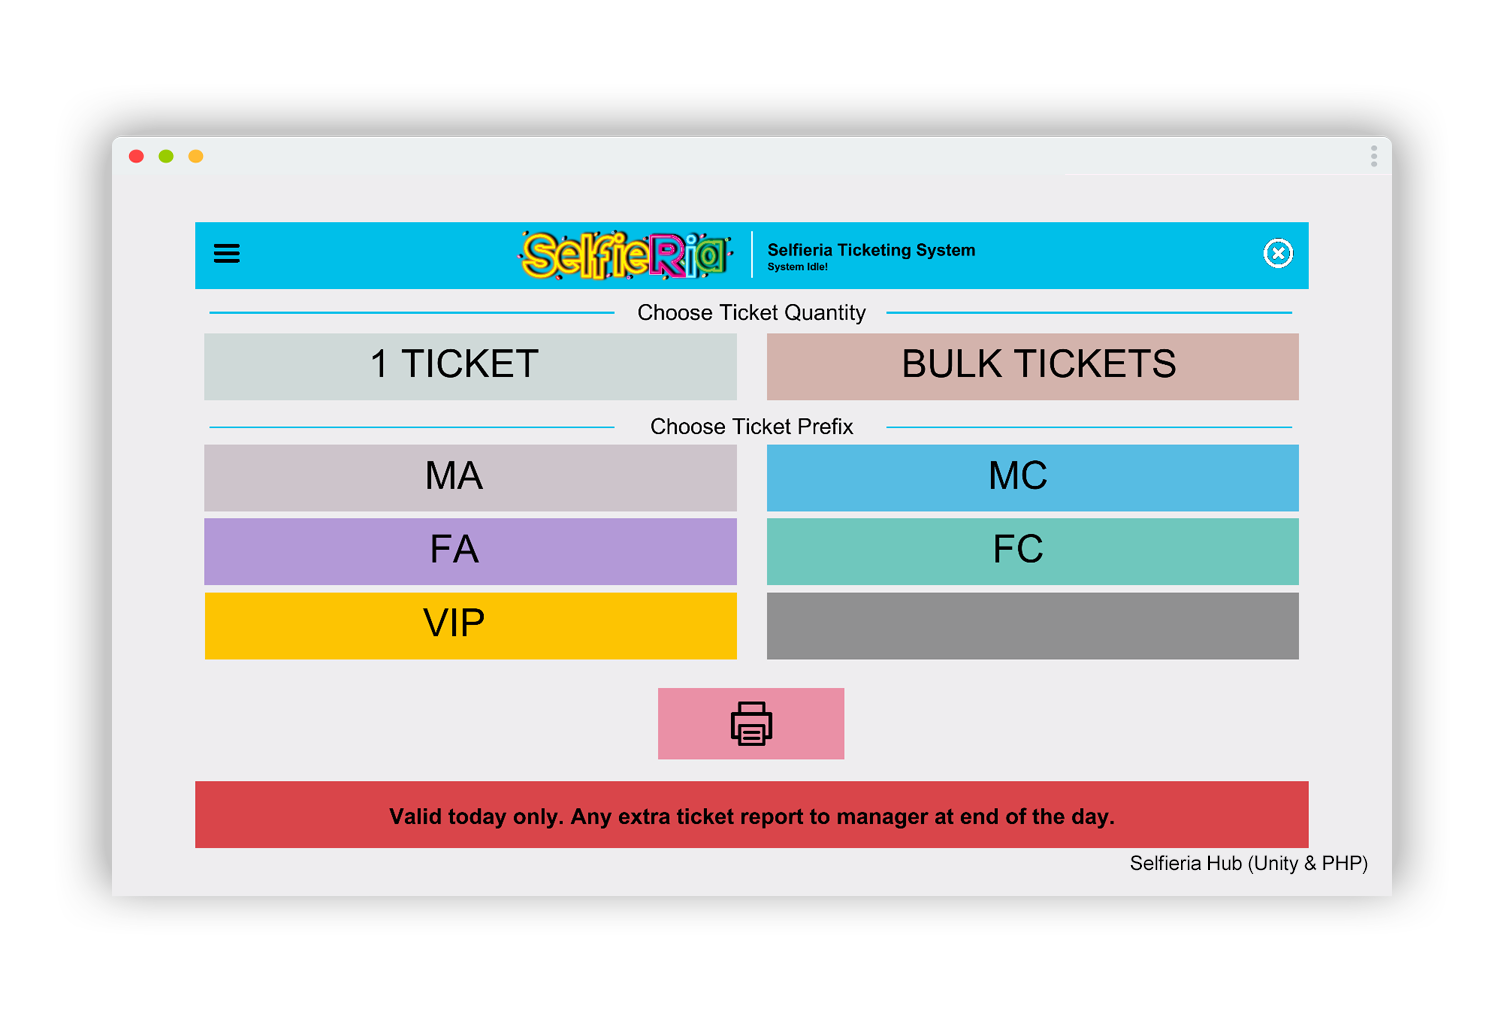 SelfieRia
Selfieria Ticketing System
System Idle!
Choose Ticket Quantity
1 TICKET
BULK TICKETS
Choose Ticket Prefix
MA
MC
FA
FC
VIP
Valid today only. Any extra ticket report to manager at end of the day.
Selfieria Hub (Unity & PHP)